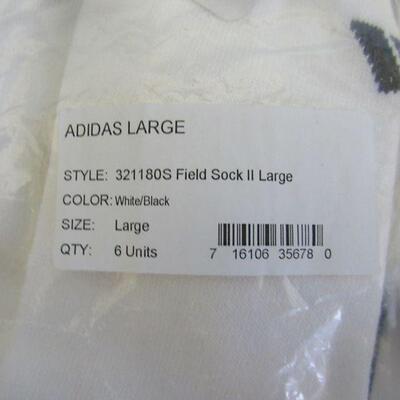 ADIDAS LARGE
STYLE: 321180S Field Sock II Large
COLOR: White/Black
SIZE: Large
QTY: 6 Units
7 16106 35678 0